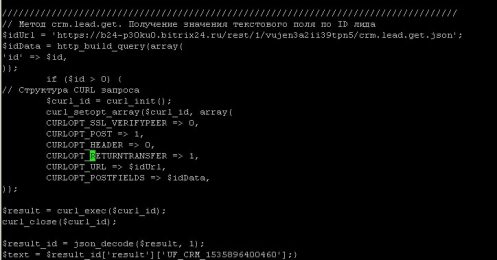 ////////////////////////////////////////////////////////////////////////////////
// Метод crm.lead.get. Получение значения текстового поля по ID лида
$idUrl = 'https://b24-p30ku0.bitrix24.ru/rest/1/vujen3a2ii39tpn5/crm.lead.get.json';
$idData = http_build_query(array(
'id' => $id,
));
if ($id > 0) {
// Структура CURL запроса
$curl_id = curl_init();
curl_setopt_array($curl_id, array(
CURLOPT_SSL_VERIFYPEER => 0,
CURLOPT_POST => 1,
CURLOPT_HEADER => 0,
CURLOPT_RETURNTRANSFER => 1,
CURLOPT_URL => $idUrl,
CURLOPT_POSTFIELDS => $idData,
));
$result = curl_exec($curl_id);
curl_close($curl_id);
$result_id = json_decode($result, 1);
$text = $result_id['result']['UF_CRM_1535896400460'];}